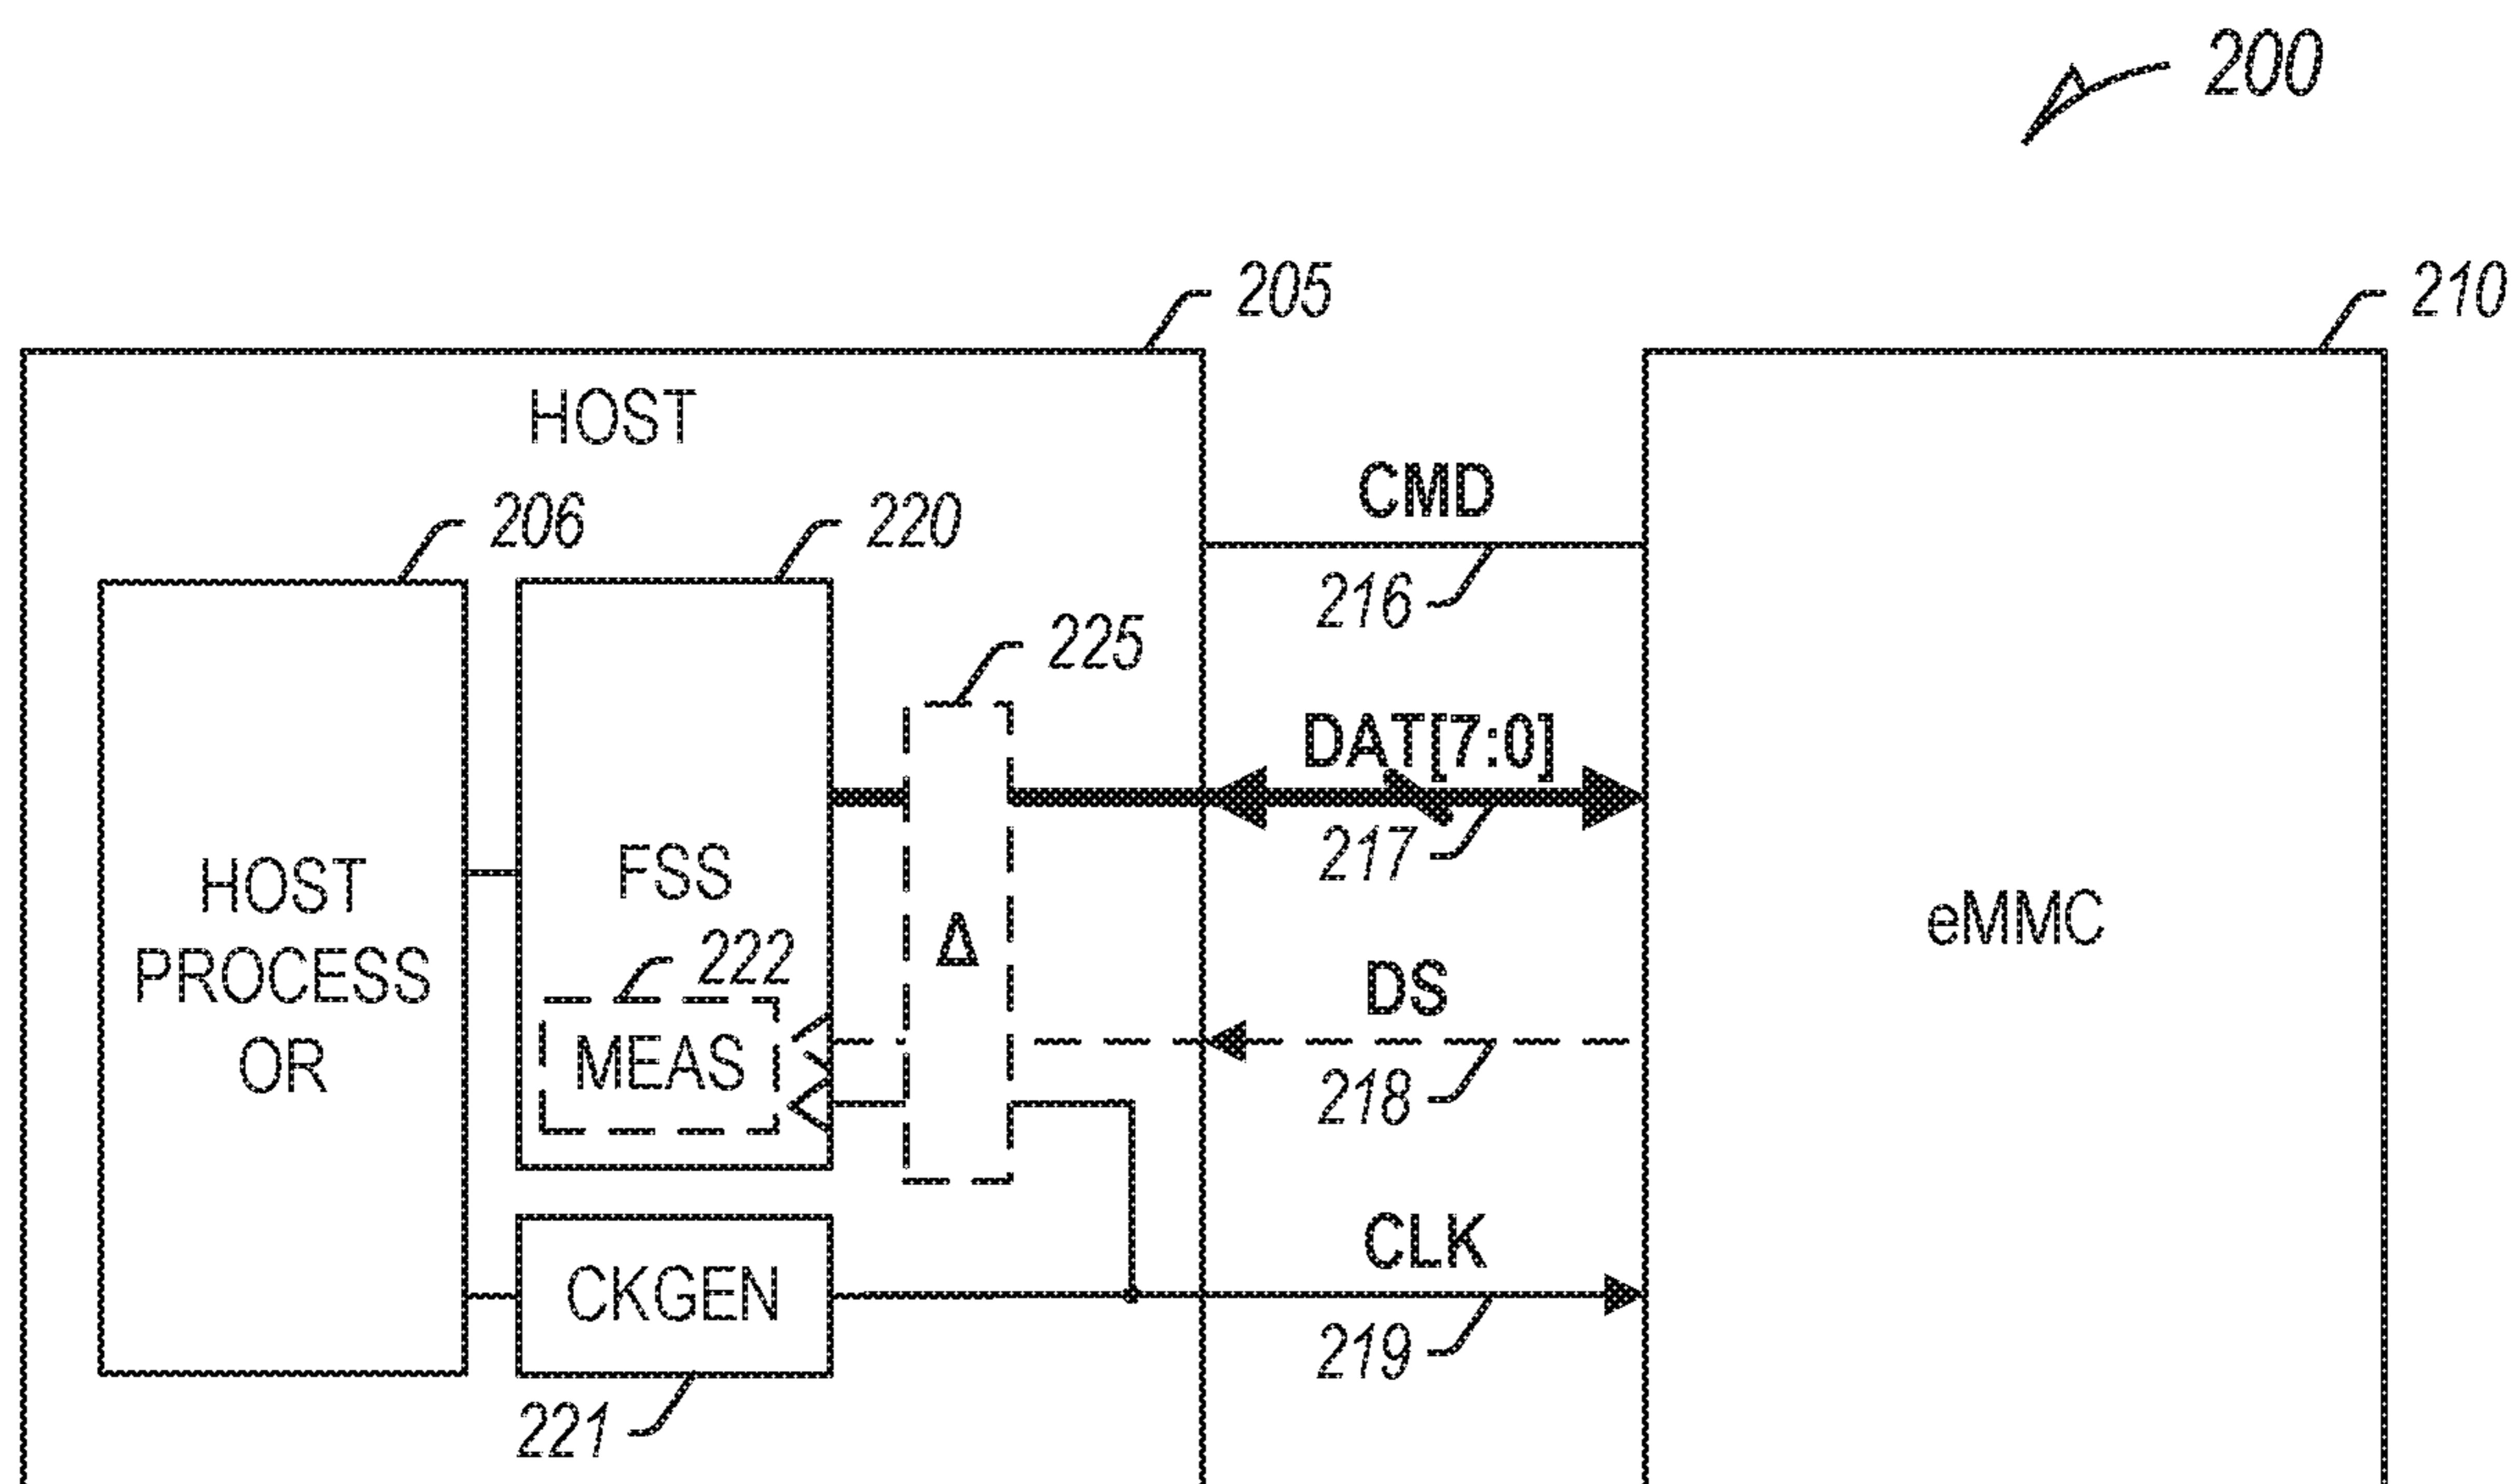 200
205
210
HOST
CMD
206
220
216
225
DAT[7:0]
217
HOST
PROCESS
OR
FSS
222
MEAS
Δ
eMMC
DS
218
CLK
CKGEN
219
221